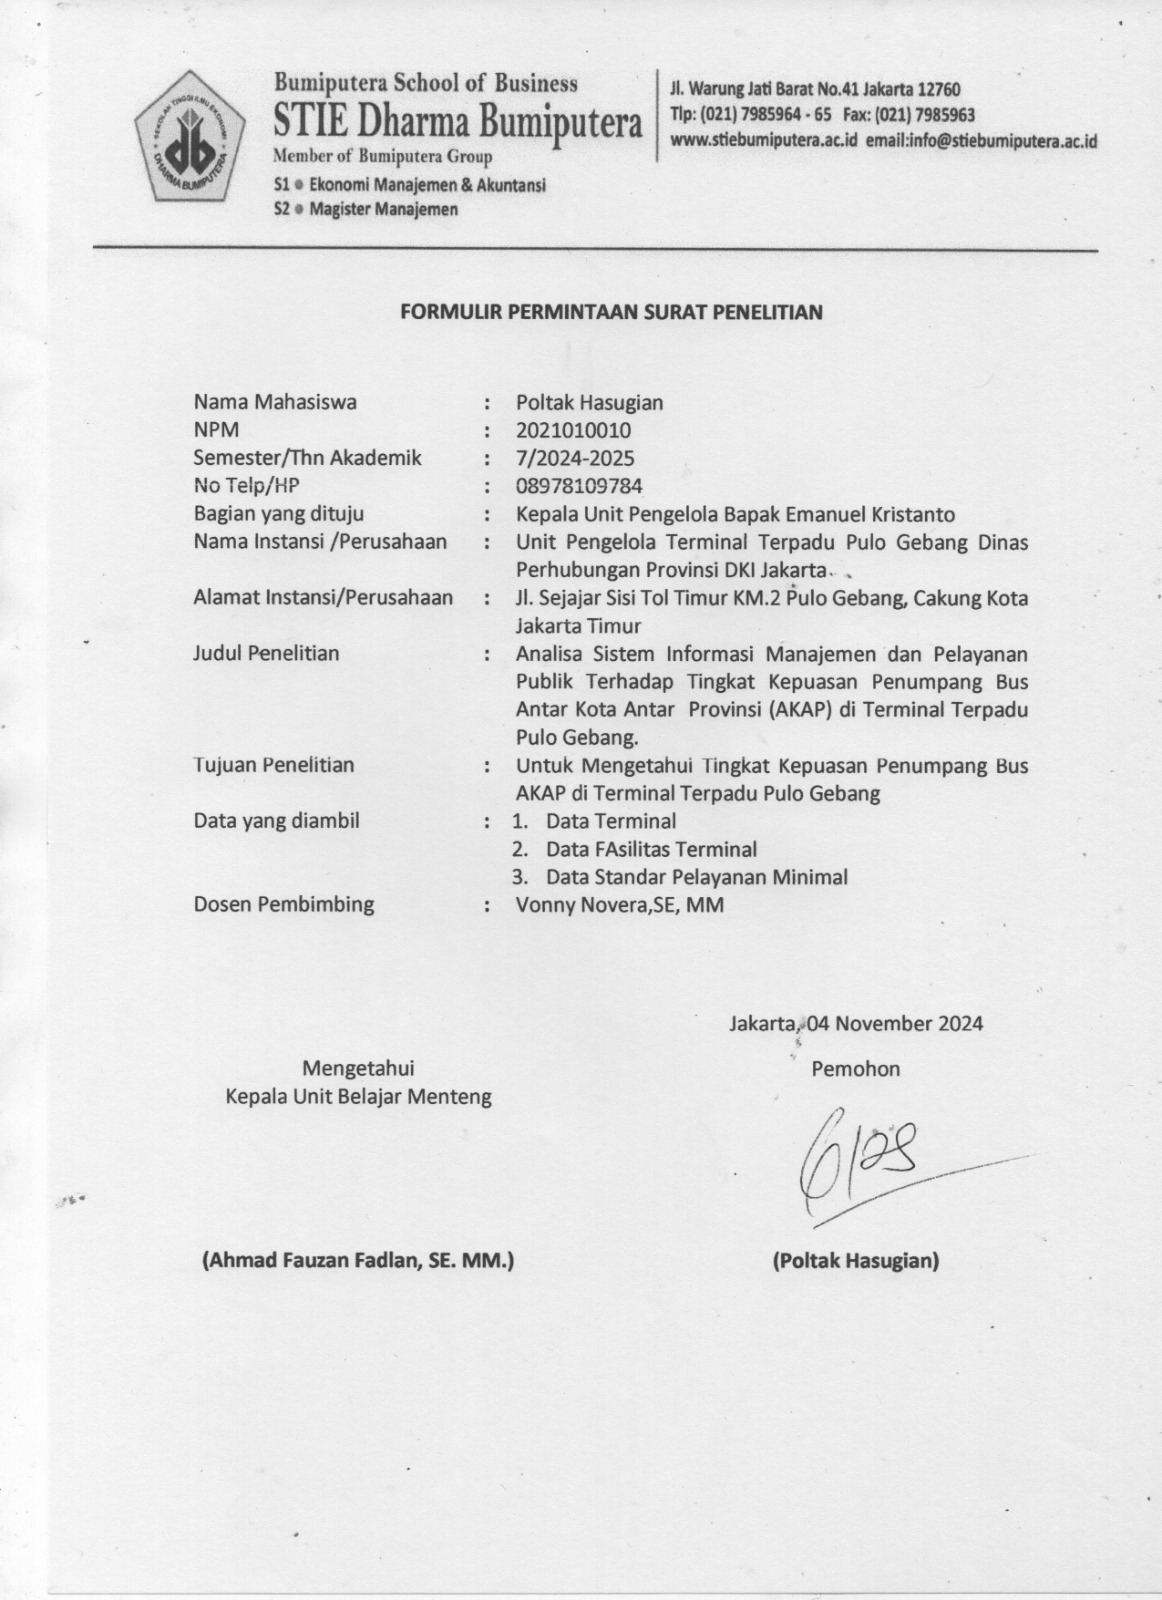 SEKOLAH TINGGI ILMU EKONOMI
DHARMA BUMIPUTERA
Bumiputera School of Business
STIE Dharma Bumiputera
Member of Bumiputera Group
S1 ● Ekonomi Manajemen & Akuntansi
S2 ● Magister Manajemen
Jl. Warung Jati Barat No.41 Jakarta 12760
Tlp: (021) 7985964 - 65 Fax: (021) 7985963
www.stiebumiputera.ac.id email:info@stiebumiputera.ac.id
FORMULIR PERMINTAAN SURAT PENELITIAN
Nama Mahasiswa : Poltak Hasugian
NPM : 2021010010
Semester/Thn Akademik : 7/2024-2025
No Telp/HP : 08978109784
Bagian yang dituju : Kepala Unit Pengelola Bapak Emanuel Kristanto
Nama Instansi /Perusahaan : Unit Pengelola Terminal Terpadu Pulo Gebang Dinas
Perhubungan Provinsi DKI Jakarta
Alamat Instansi/Perusahaan : Jl. Sejajar Sisi Tol Timur KM.2 Pulo Gebang, Cakung Kota
Jakarta Timur
Judul Penelitian : Analisa Sistem Informasi Manajemen dan Pelayanan
Publik Terhadap Tingkat Kepuasan Penumpang Bus
Antar Kota Antar Provinsi (AKAP) di Terminal Terpadu
Pulo Gebang.
Tujuan Penelitian : Untuk Mengetahui Tingkat Kepuasan Penumpang Bus
AKAP di Terminal Terpadu Pulo Gebang
Data yang diambil : 1. Data Terminal
2. Data FAsilitas Terminal
3. Data Standar Pelayanan Minimal
Dosen Pembimbing : Vonny Novera,SE, MM
Jakarta, 04 November 2024
Mengetahui
Kepala Unit Belajar Menteng
Pemohon
(Ahmad Fauzan Fadlan, SE. MM.)
(Poltak Hasugian)